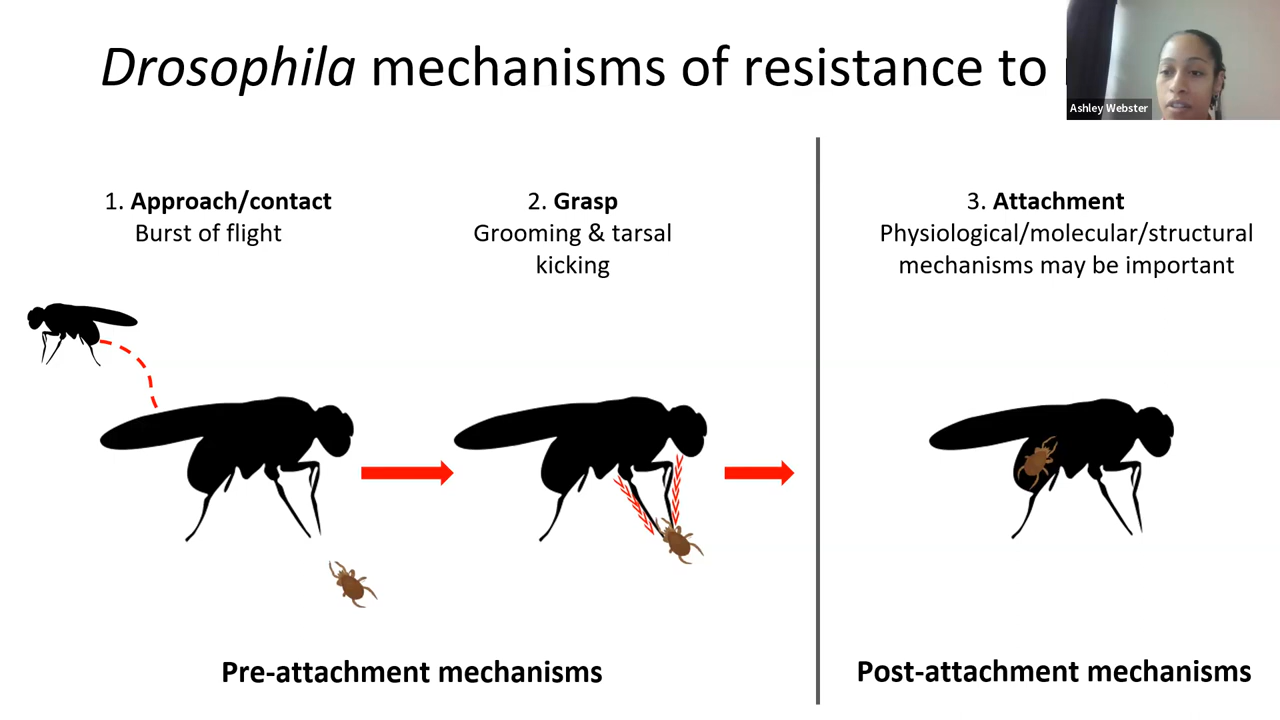 Drosophila mechanisms of resistance to
Ashley Webster
1. Approach/contact
Burst of flight
2. Grasp
Grooming & tarsal
kicking
3. Attachment
Physiological/molecular/structural
mechanisms may be important
Pre-attachment mechanisms
Post-attachment mechanisms